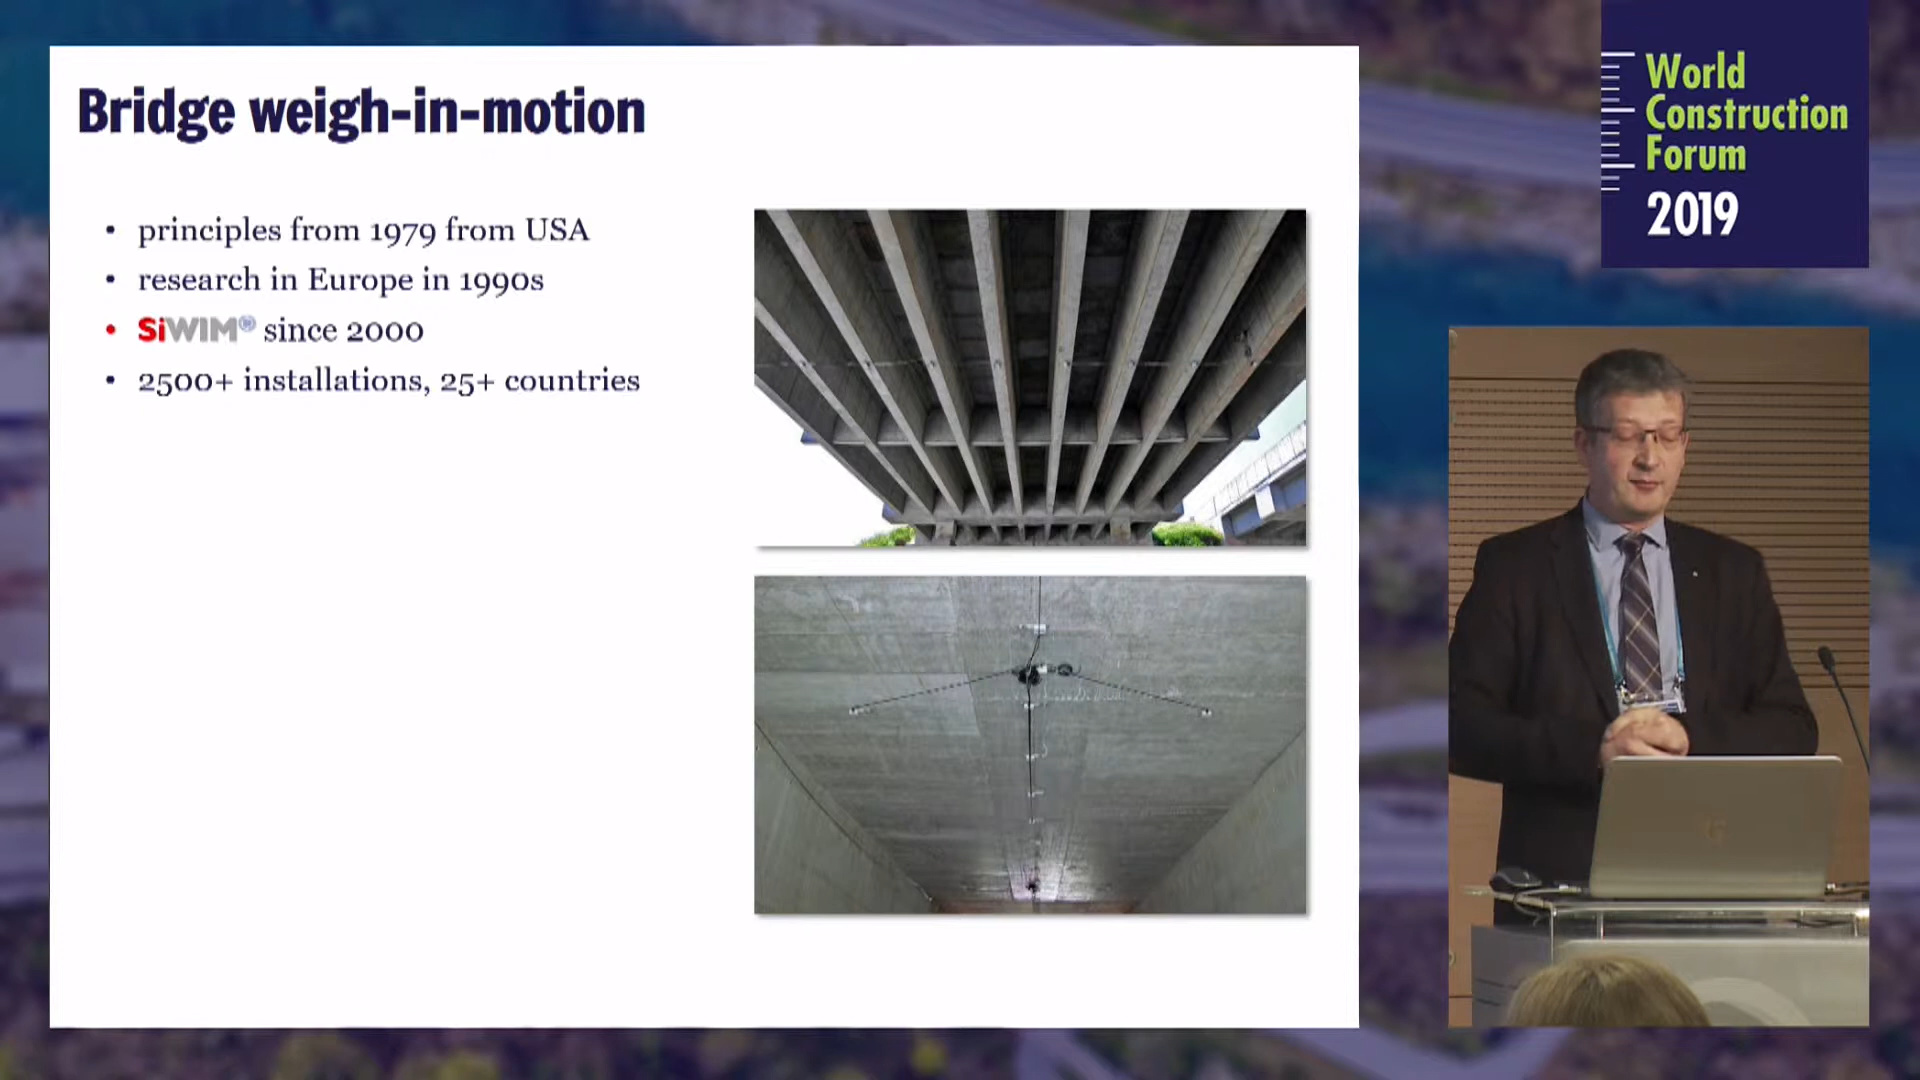 Bridge weigh-in-motion
• principles from 1979 from USA
• research in Europe in 1990s
• SiWIM® since 2000
• 2500+ installations, 25+ countries
World
Construction
Forum
2019